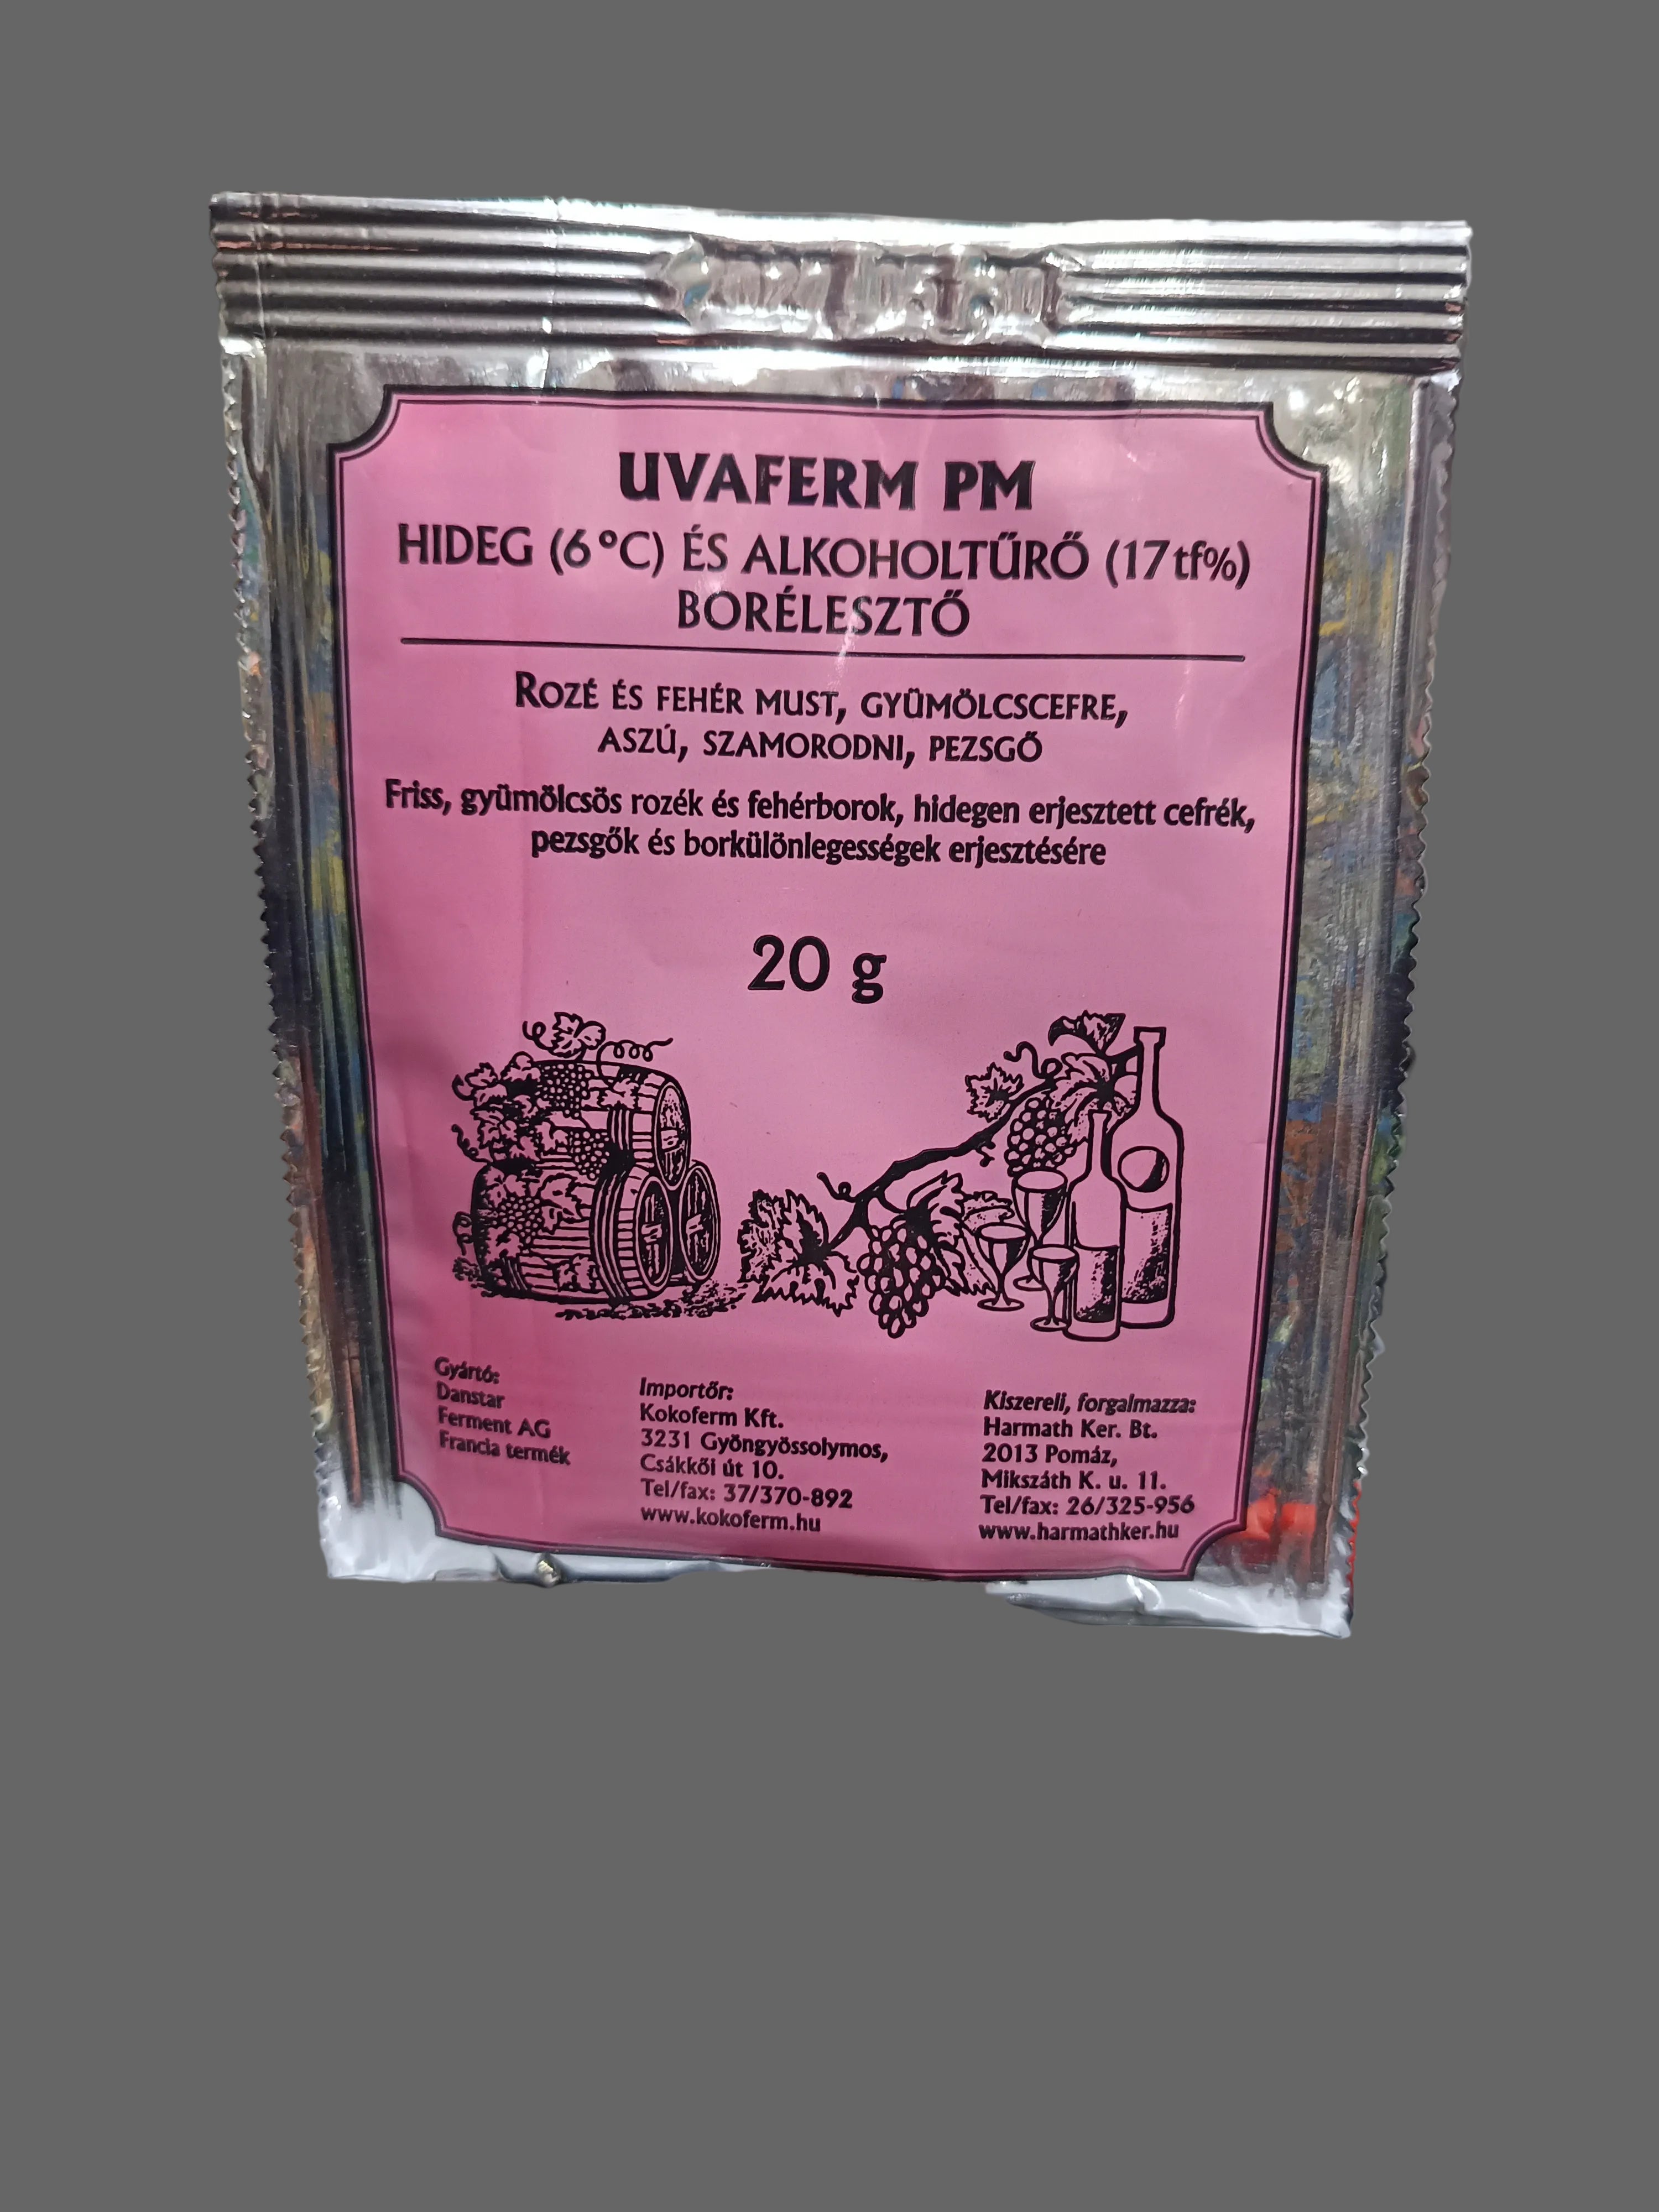 UVAFERM PM
HIDEG (6°C) ÉS ALKOHOLTŰRŐ (17 tf%)
BORÉLESZTŐ
ROZÉ ÉS FEHÉR MUST, GYÜMÖLCSCEFRE,
ASZÚ, SZAMORODNI, PEZSGŐ
Friss, gyümölcsös rozék és fehérborok, hidegen erjesztett cefrék,
pezsgők és borkülönlegességek erjesztésére
20 g
Gyártó:
Danstar
Ferment AG
Francia termék
Importőr:
Kokoferm Kft.
3231 Gyöngyössolymos,
Csákkői út 10.
Tel/fax: 37/370-892
www.kokoferm.hu
Kiszereli, forgalmazza:
Harmath Ker. Bt.
2013 Pomáz,
Mikszáth K. u. 11.
Tel/fax: 26/325-956
www.harmathker.hu